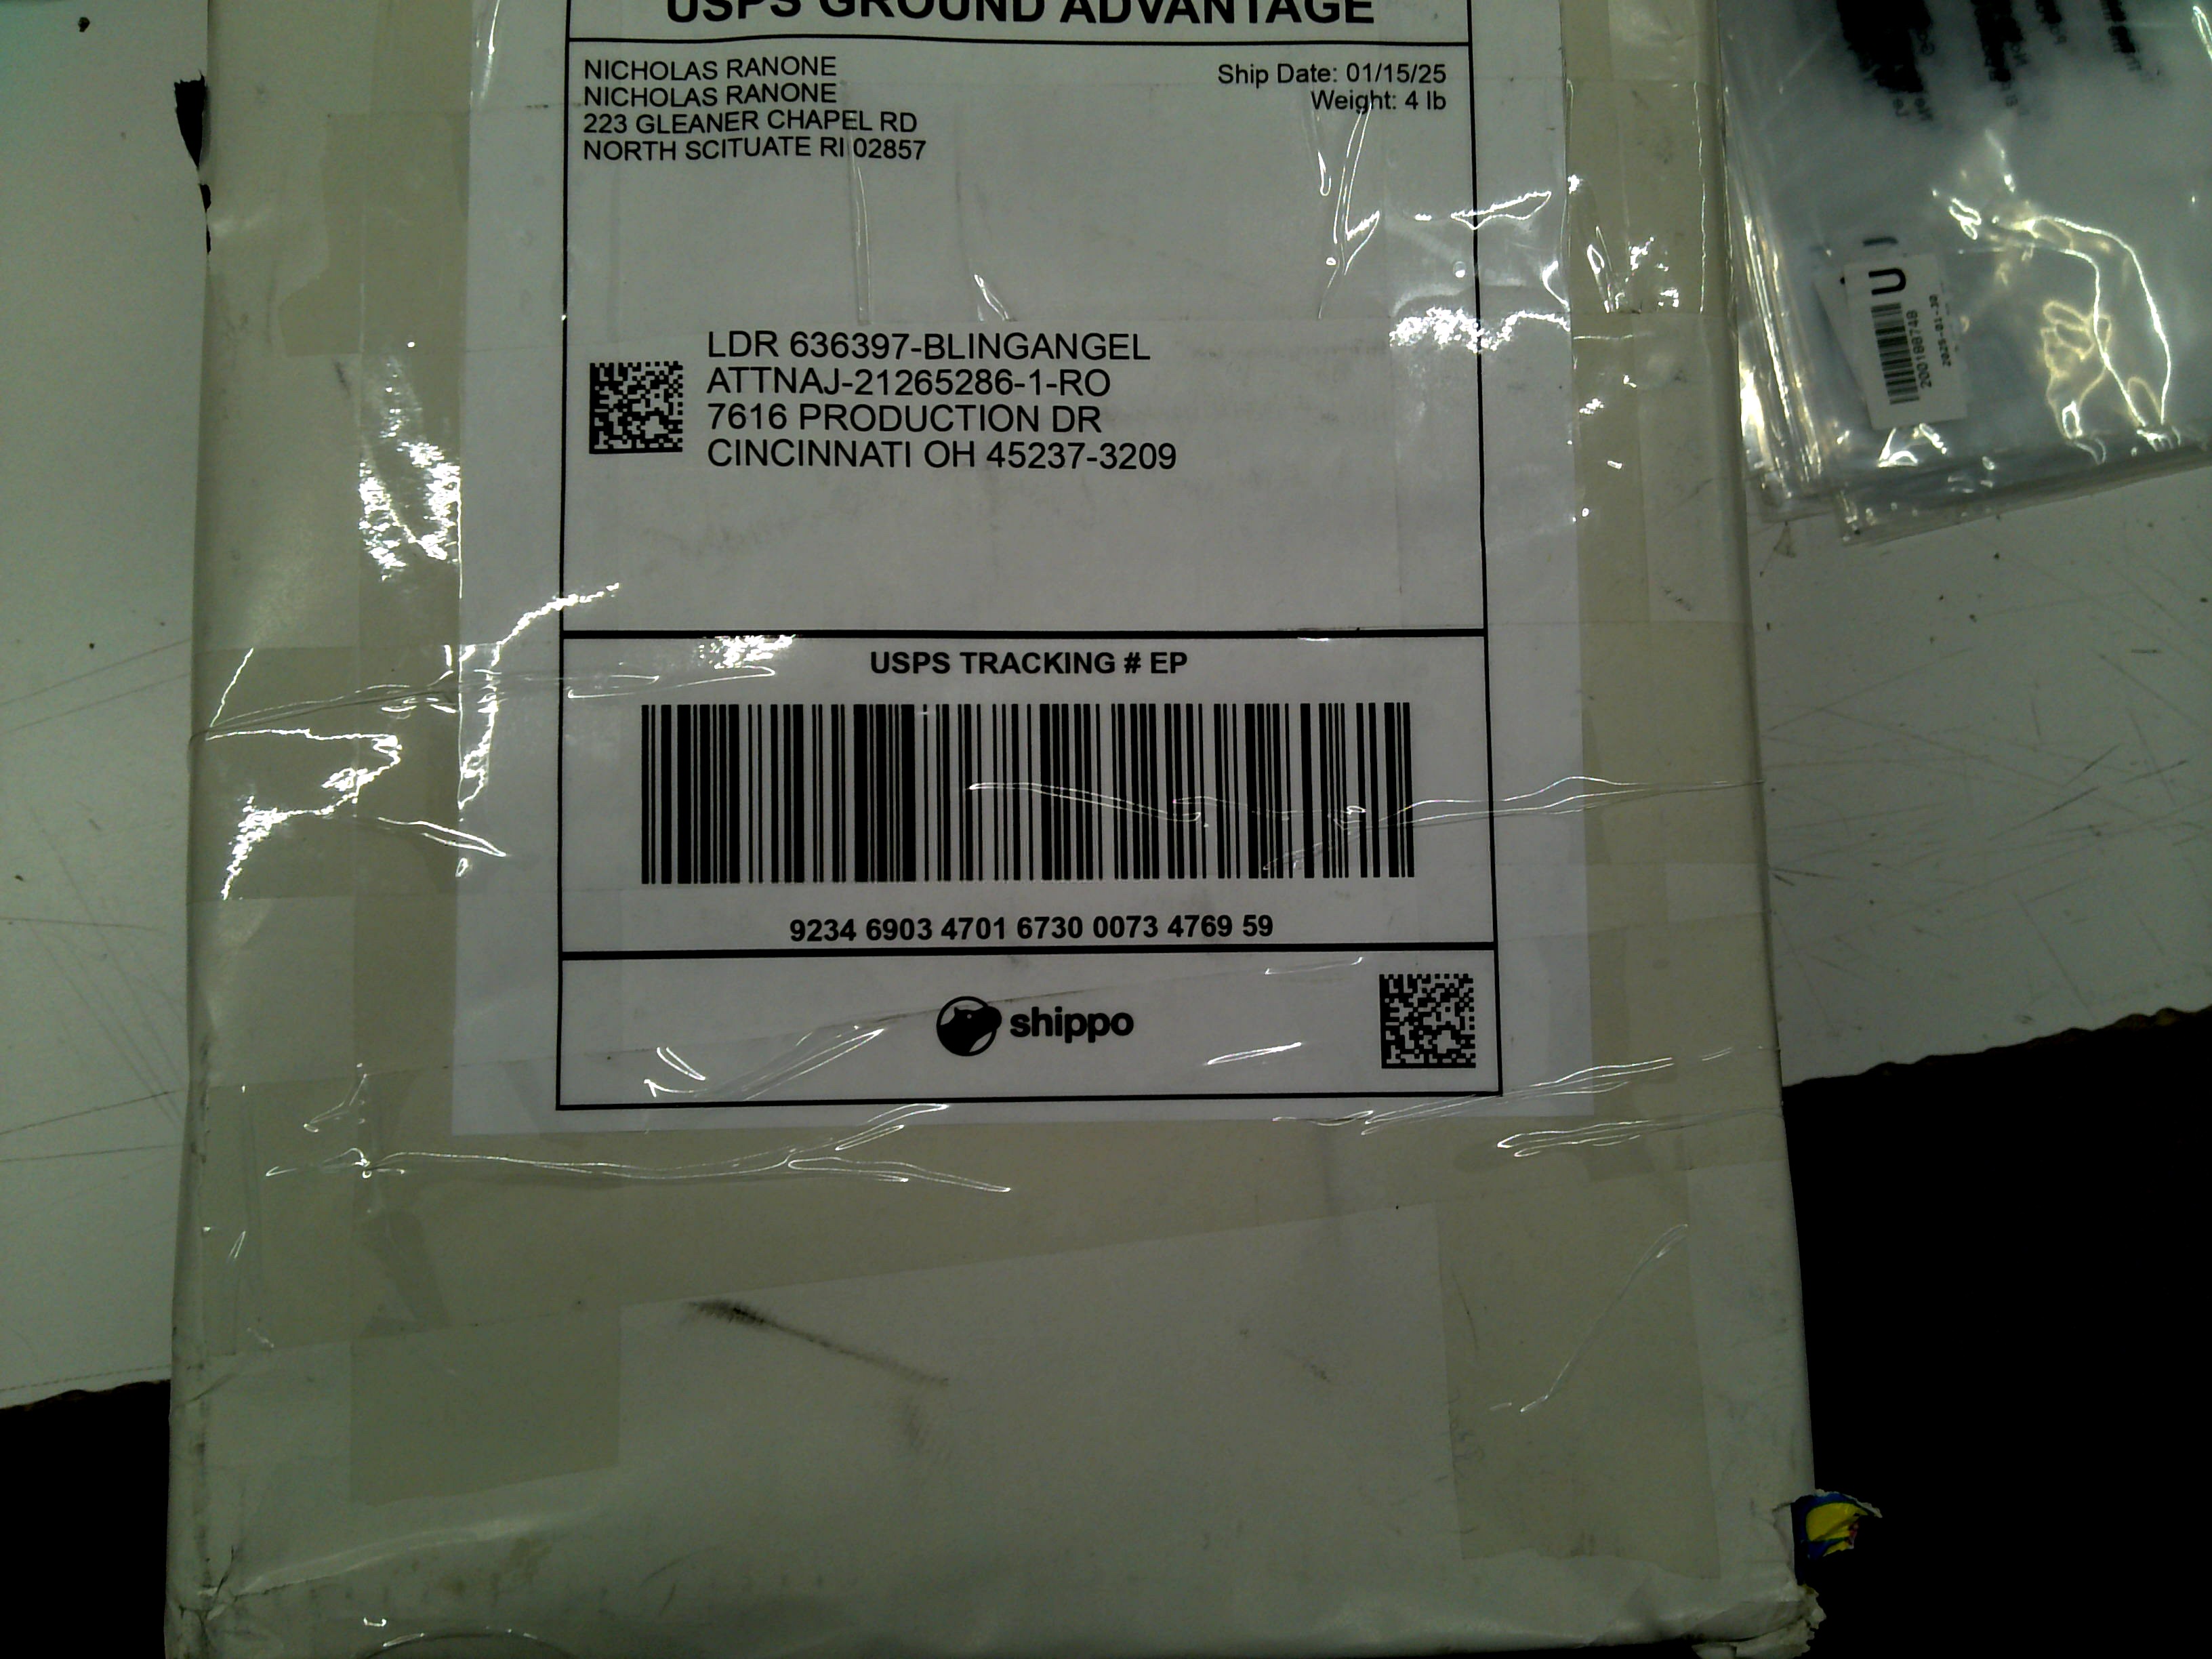 USPS GROUND ADVANTAGE
NICHOLAS RANONE
NICHOLAS RANONE
223 GLEANER CHAPEL RD
NORTH SCITUATE RI 02857
Ship Date: 01/15/25
Weight: 4 lb
LDR 636397-BLINGANGEL
ATTNAJ-21265286-1-RO
7616 PRODUCTION DR
CINCINNATI OH 45237-3209
USPS TRACKING # EP
9234 6903 4701 6730 0073 4769 59
shippo
U